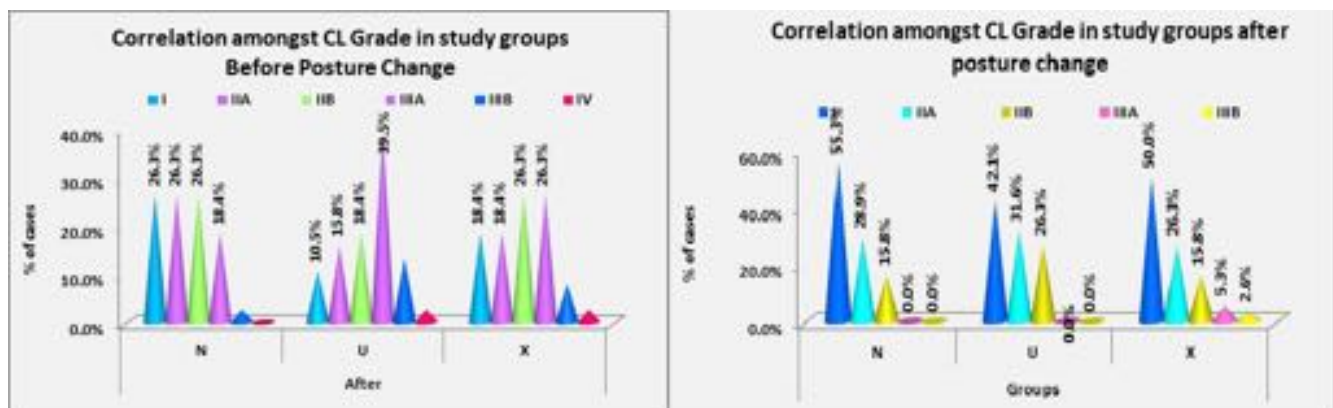 Correlation amongst CL Grade in study groups
Before Posture Change
I IIA IIB IIIA IIIB IV
40.0%
30.0%
20.0%
10.0%
0.0%
% of cases
26.3% 26.3% 26.3% 18.4%
10.5% 15.8% 18.4% 39.5%
18.4% 18.4% 26.3% 26.3%
N U X
After
Correlation amongst CL Grade in study groups after
posture change
I IIA IIB IIIA IIIB
60.0%
40.0%
20.0%
0.0%
% of cases
55.3% 28.9% 15.8% 0.0% 0.0%
42.1% 31.6% 26.3% 0.0% 0.0%
50.0% 26.3% 15.8% 5.3% 2.6%
N U X
Groups